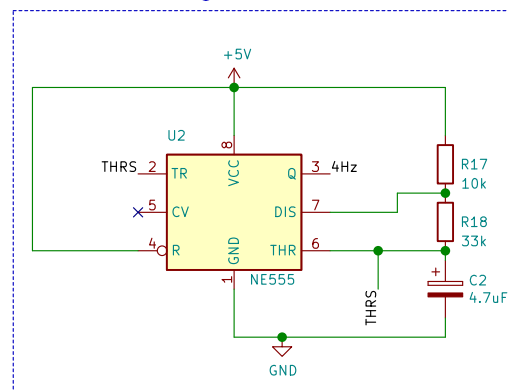 +5V
U2
8
VCC
THRS
2
TR
Q
3
4Hz
R17
10k
5
CV
DIS
7
R18
33k
4
R
THR
6
GND
1
NE555
+
C2
4.7uF
THRS
GND